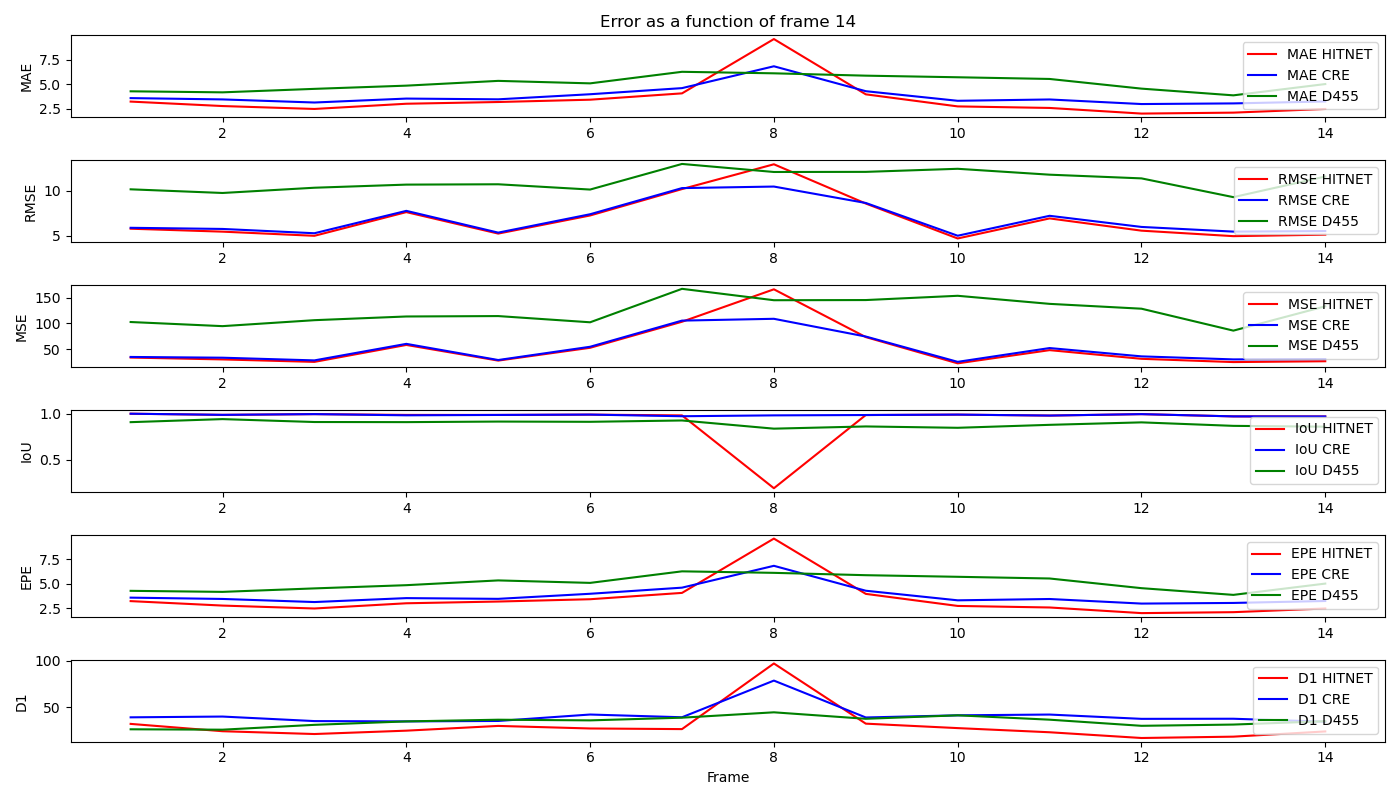 Error as a function of frame 14
MAE
7.5
5.0
2.5
MAE HITNET
MAE CRE
MAE D455
2 4 6 8 10 12 14
RMSE
10
5
RMSE HITNET
RMSE CRE
RMSE D455
2 4 6 8 10 12 14
MSE
150
100
50
MSE HITNET
MSE CRE
MSE D455
2 4 6 8 10 12 14
IoU
1.0
0.5
IoU HITNET
IoU CRE
IoU D455
2 4 6 8 10 12 14
EPE
7.5
5.0
2.5
EPE HITNET
EPE CRE
EPE D455
2 4 6 8 10 12 14
D1
100
50
D1 HITNET
D1 CRE
D1 D455
2 4 6 8 10 12 14
Frame